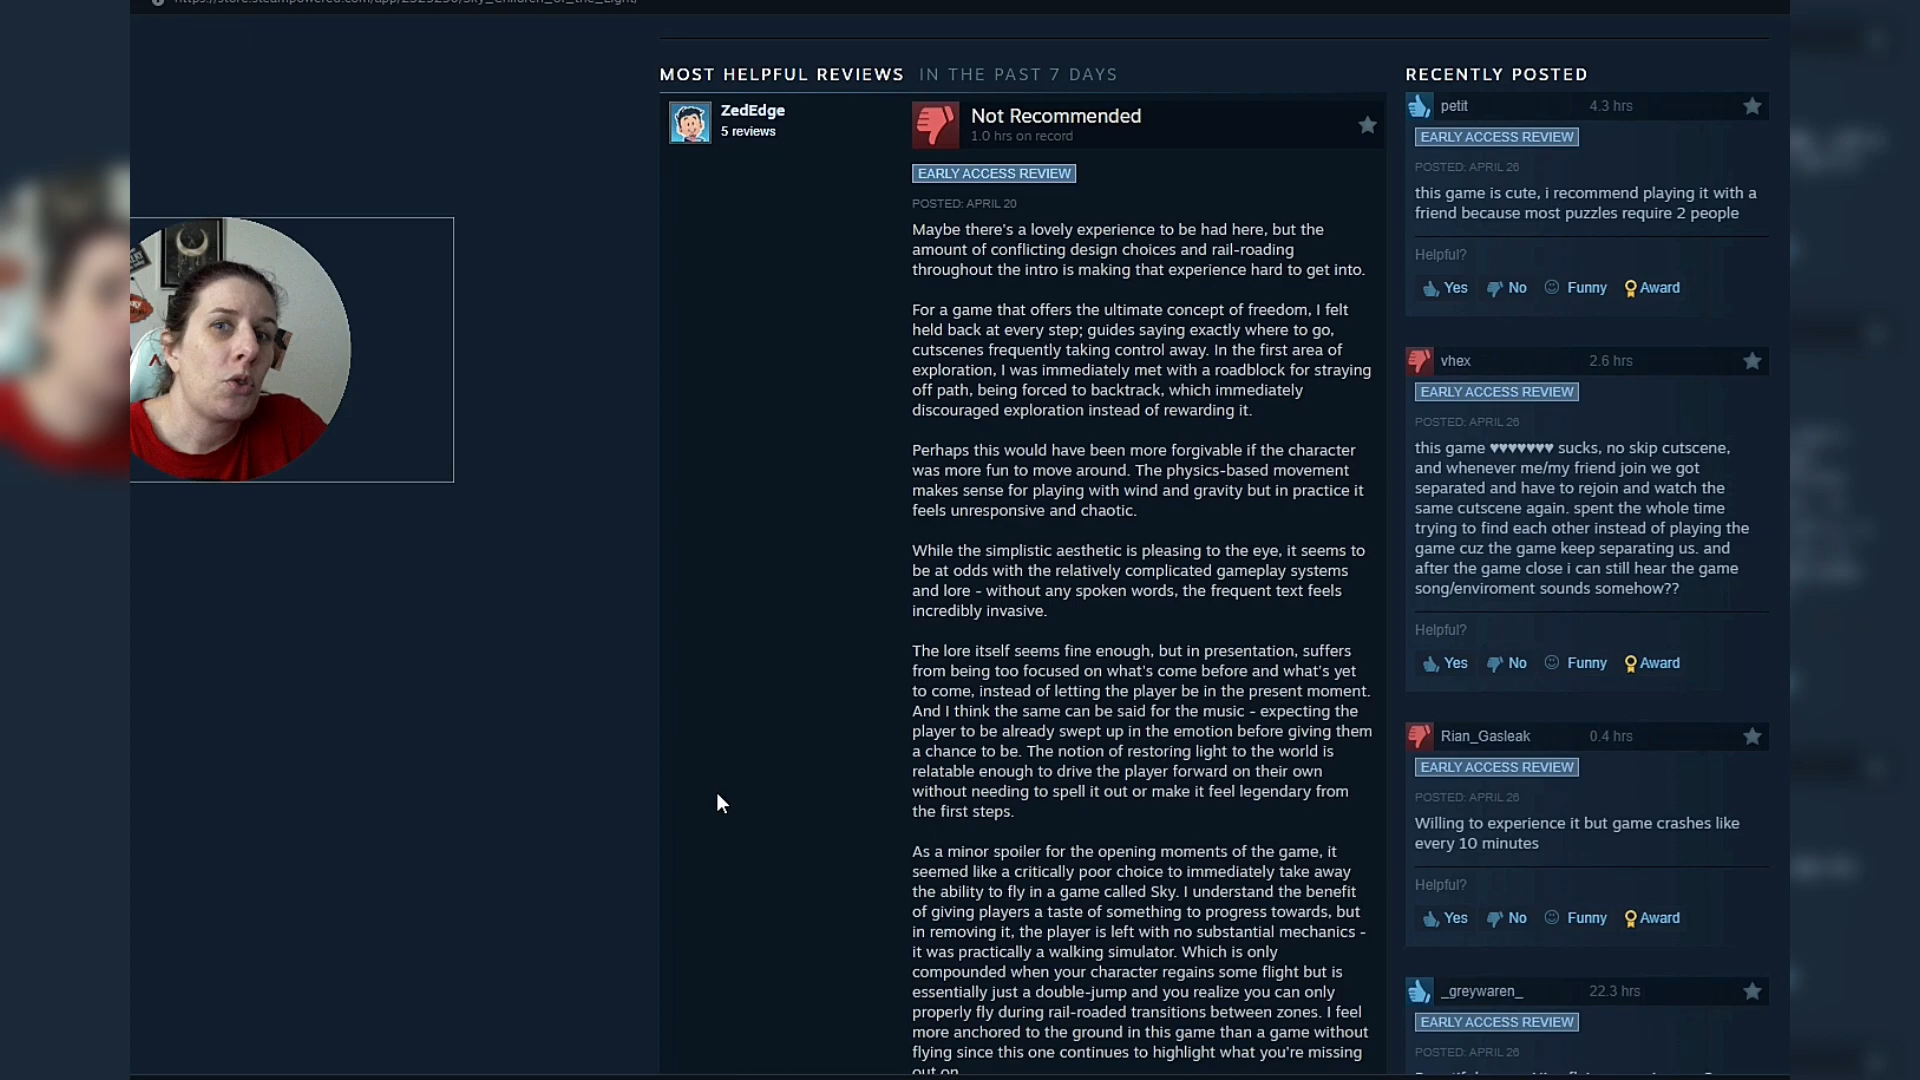 https://store.steampowered.com/app/2325290/Sky_Children_of_the_Light/
MOST HELPFUL REVIEWS IN THE PAST 7 DAYS
ZedEdge
5 reviews
Not Recommended
1.0 hrs on record
EARLY ACCESS REVIEW
POSTED: APRIL 20
Maybe there's a lovely experience to be had here, but the
amount of conflicting design choices and rail-roading
throughout the intro is making that experience hard to get into.
For a game that offers the ultimate concept of freedom, I felt
held back at every step; guides saying exactly where to go,
cutscenes frequently taking control away. In the first area of
exploration, I was immediately met with a roadblock for straying
off path, being forced to backtrack, which immediately
discouraged exploration instead of rewarding it.
Perhaps this would have been more forgivable if the character
was more fun to move around. The physics-based movement
makes sense for playing with wind and gravity but in practice it
feels unresponsive and chaotic.
While the simplistic aesthetic is pleasing to the eye, it seems to
be at odds with the relatively complicated gameplay systems
and lore - without any spoken words, the frequent text feels
incredibly invasive.
The lore itself seems fine enough, but in presentation, suffers
from being too focused on what's come before and what's yet
to come, instead of letting the player be in the present moment.
And I think the same can be said for the music - expecting the
player to be already swept up in the emotion before giving them
a chance to be. The notion of restoring light to the world is
relatable enough to drive the player forward on their own
without needing to spell it out or make it feel legendary from
the first steps.
As a minor spoiler for the opening moments of the game, it
seemed like a critically poor choice to immediately take away
the ability to fly in a game called Sky. I understand the benefit
of giving players a taste of something to progress towards, but
in removing it, the player is left with no substantial mechanics -
it was practically a walking simulator. Which is only
compounded when your character regains some flight but is
essentially just a double-jump and you realize you can only
properly fly during rail-roaded transitions between zones. I feel
more anchored to the ground in this game than a game without
flying since this one continues to highlight what you're missing
out on
RECENTLY POSTED
petit 4.3 hrs
EARLY ACCESS REVIEW
POSTED: APRIL 26
this game is cute, i recommend playing it with a
friend because most puzzles require 2 people
Helpful?
Yes No Funny Award
vhex 2.6 hrs
EARLY ACCESS REVIEW
POSTED: APRIL 26
this game ♥♥♥♥♥♥♥ sucks, no skip cutscene,
and whenever me/my friend join we got
separated and have to rejoin and watch the
same cutscene again. spent the whole time
trying to find each other instead of playing the
game cuz the game keep separating us. and
after the game close i can still hear the game
song/enviroment sounds somehow??
Helpful?
Yes No Funny Award
Rian_Gasleak 0.4 hrs
EARLY ACCESS REVIEW
POSTED: APRIL 26
Willing to experience it but game crashes like
every 10 minutes
Helpful?
Yes No Funny Award
_greywaren_ 22.3 hrs
EARLY ACCESS REVIEW
POSTED: APRIL 26